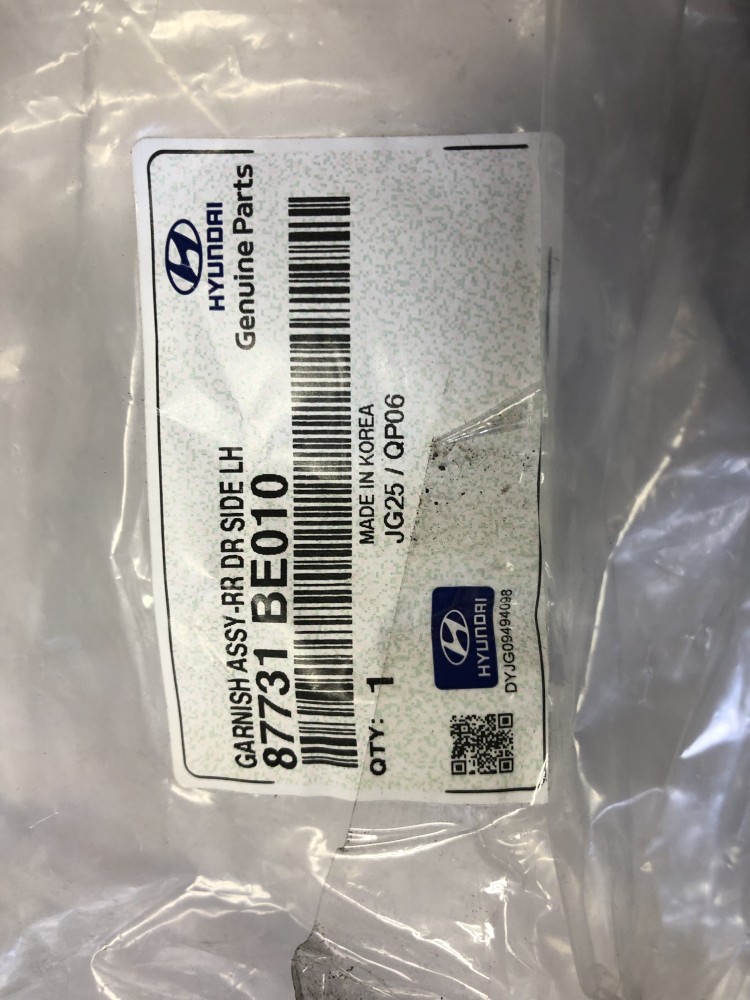 HYUNDAI
Genuine Parts
GARNISH ASSY-RR DR SIDE LH
87731 BE010
MADE IN KOREA
QTY: 1
JG25 / QP06
HYUNDAI
DYJG09494098